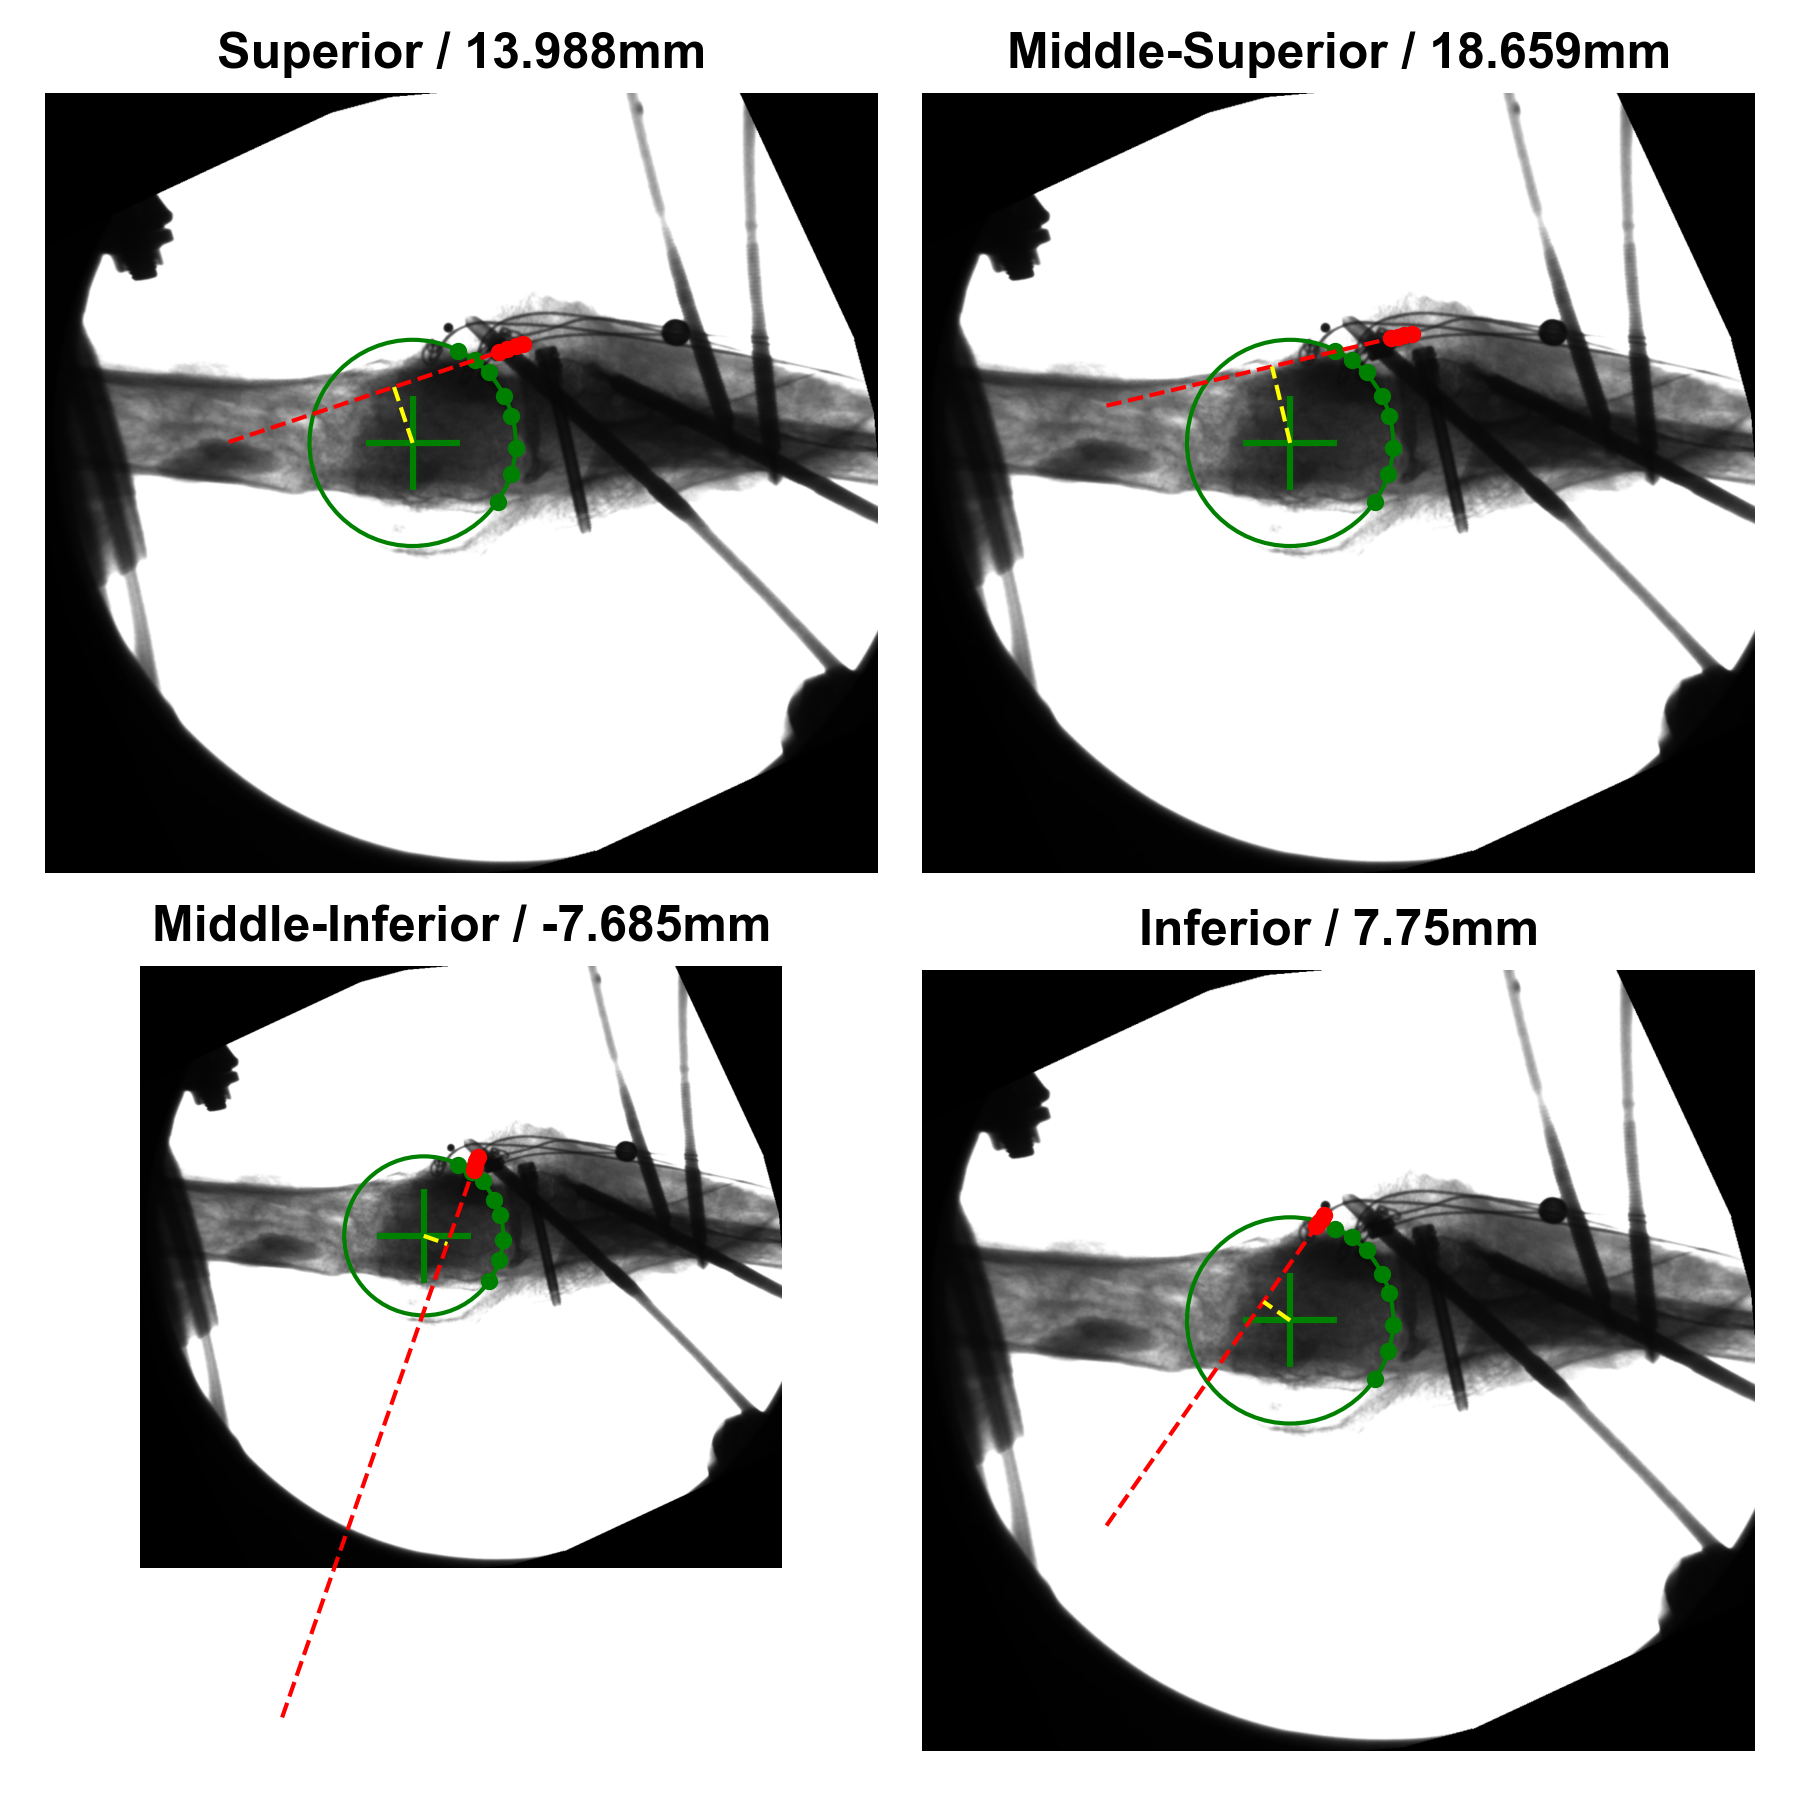 Superior / 13.988mm
Middle-Superior / 18.659mm
Middle-Inferior / -7.685mm
Inferior / 7.75mm